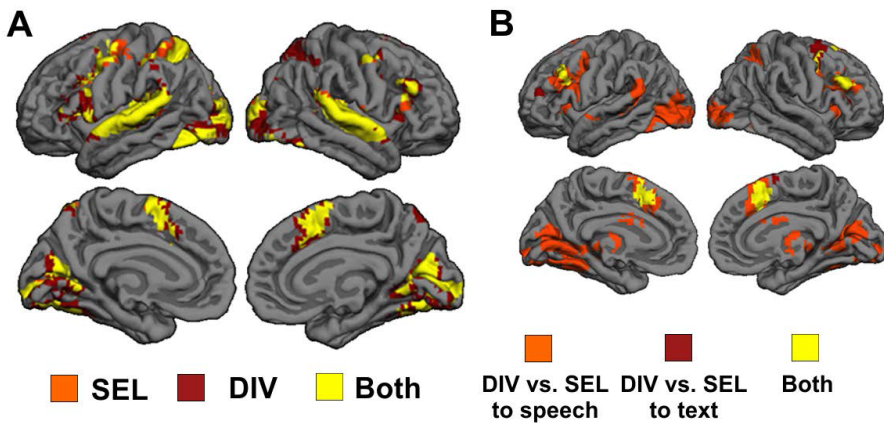 A
B
SEL DIV Both
DIV vs. SEL DIV vs. SEL Both
to speech to text